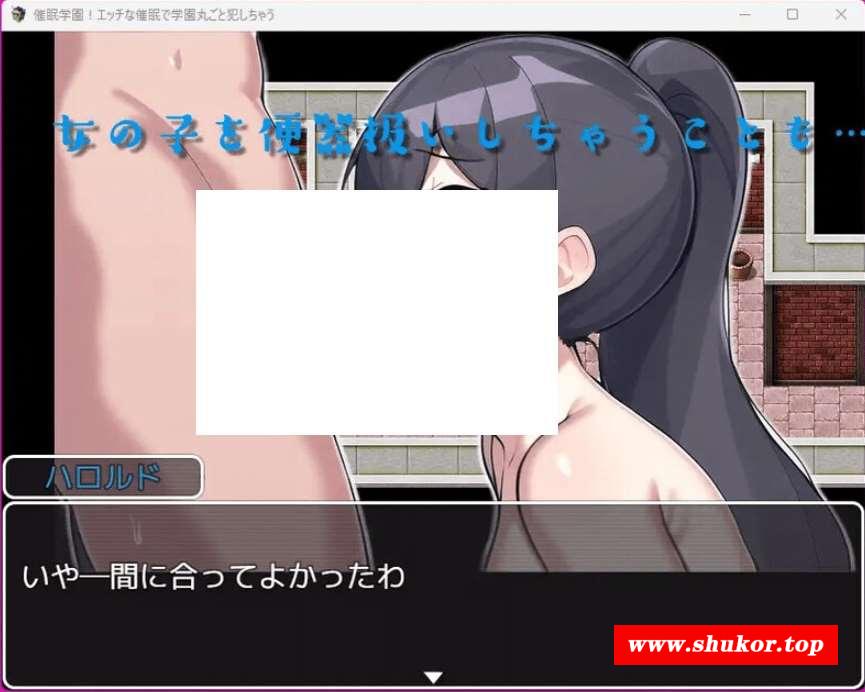 催眠学園！エッチな催眠で学園丸ごと犯しちゃう
女の子を便器扱いしちゃうことも…
ハロルド
いや―間に合ってよかったわ
www.shukor.top